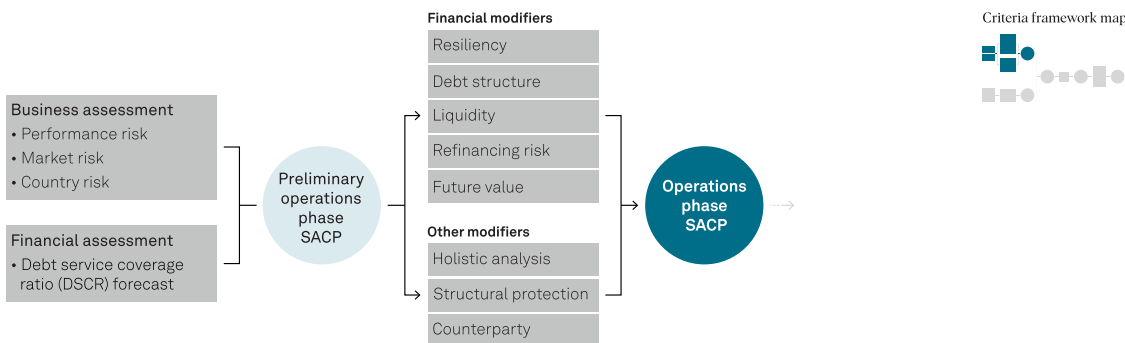 Business assessment
• Performance risk
• Market risk
• Country risk
Financial assessment
• Debt service coverage
ratio (DSCR) forecast
Preliminary
operations
phase
SACP
Financial modifiers
Resiliency
Debt structure
Liquidity
Refinancing risk
Future value
Other modifiers
Holistic analysis
Structural protection
Counterparty
Operations
phase
SACP
Criteria framework map